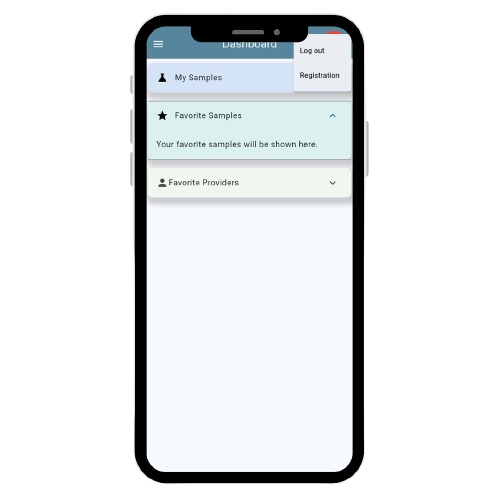 Dashboard
Log out
My Samples
Registration
Favorite Samples
Your favorite samples will be shown here.
Favorite Providers